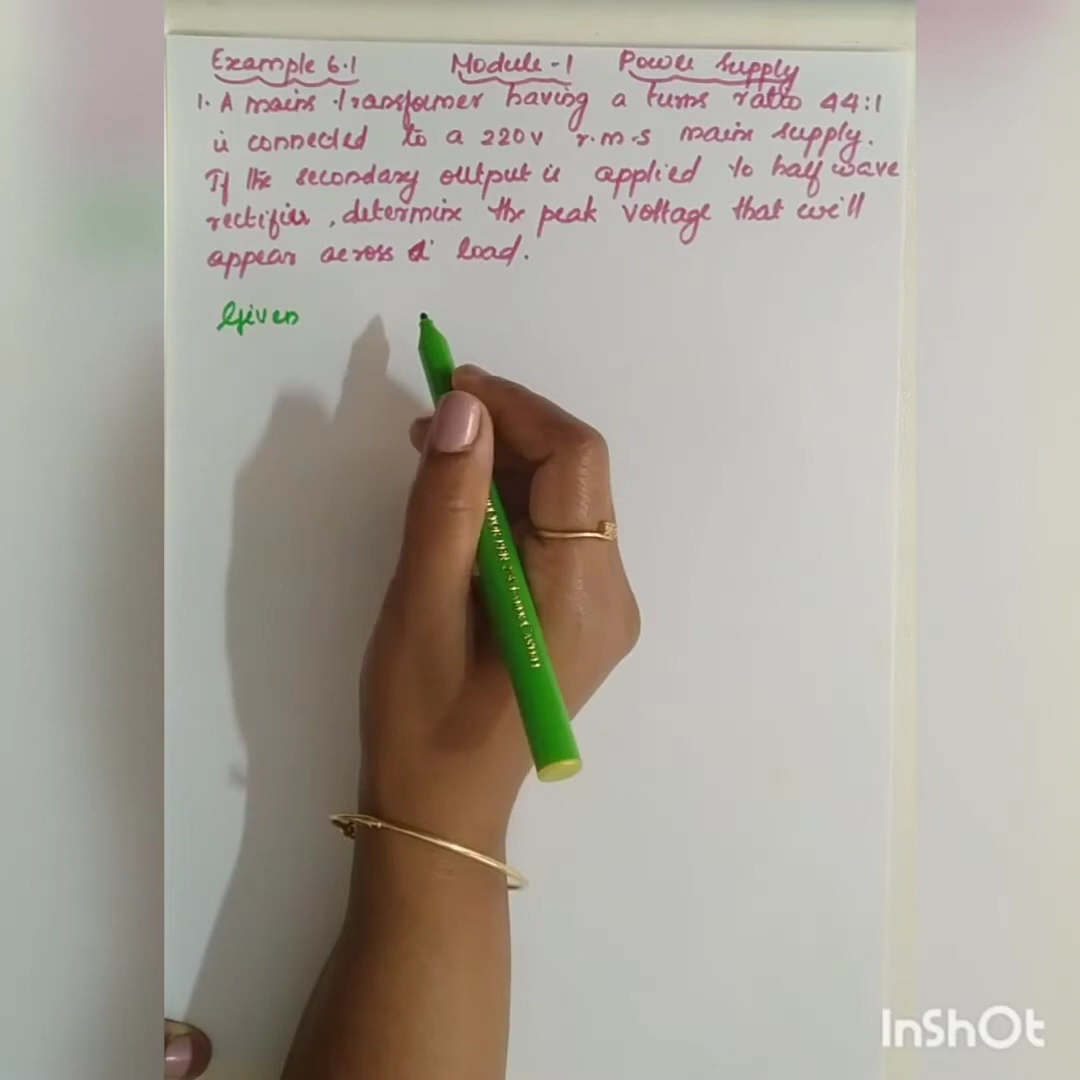 Example 6.1 Module-1 Power Supply
1. A mains transformer having a turns ratio 44:1
is connected to a 220V r.m.s main supply.
If the secondary output is applied to half wave
rectifier, determine the peak voltage that will
appear across a load.
Given
InShOt